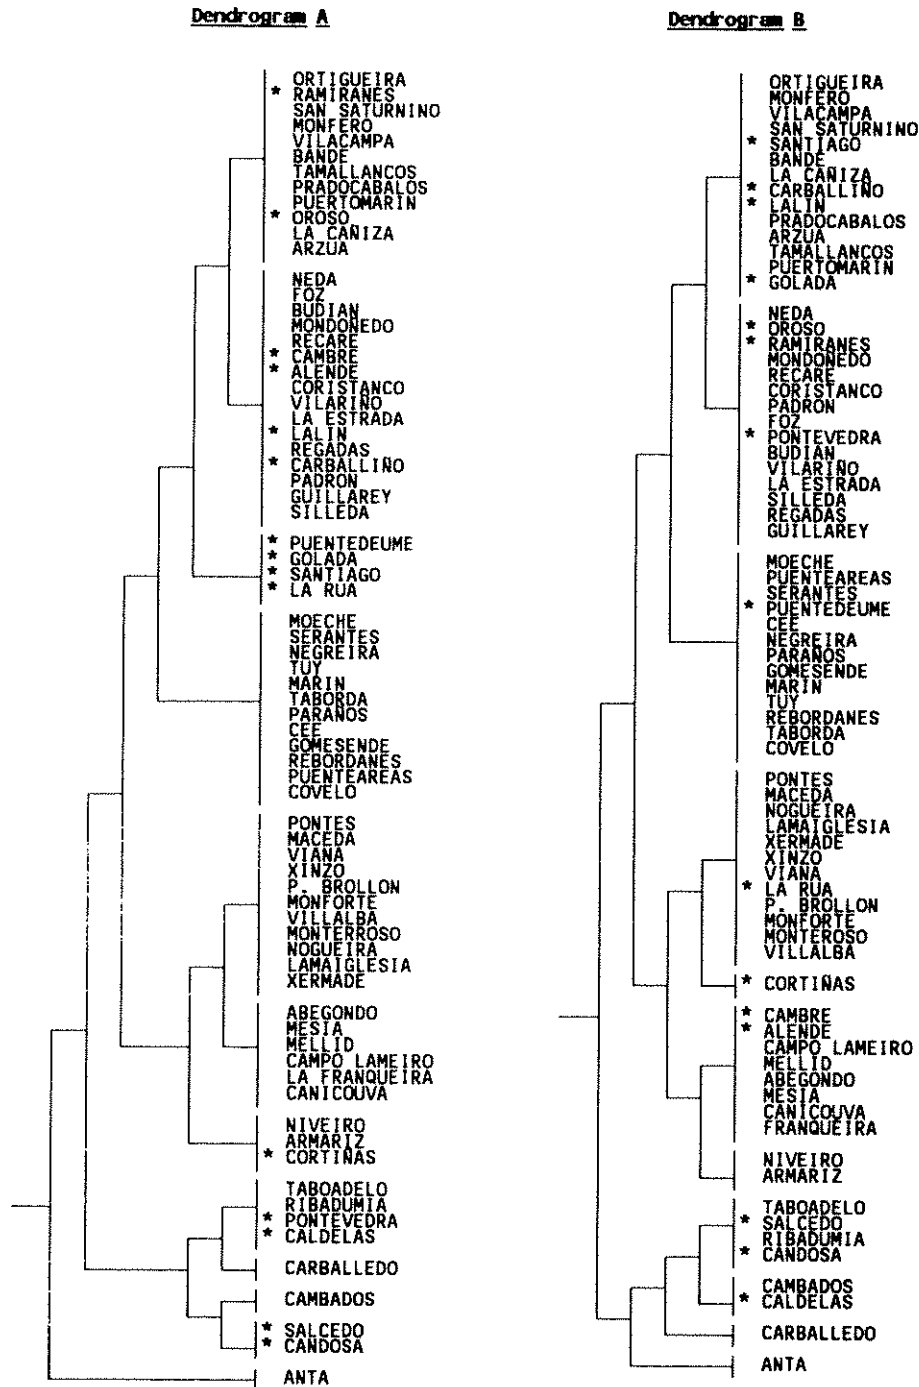 Dendrogram A
ORTIGUEIRA
* RAMIRANES
SAN SATURNINO
MONFERO
VILACAMPA
BANDE
TAMALLANCOS
PRADOCABALOS
PUERTOMARIN
* OROSO
LA CAÑIZA
ARZUA
NEDA
FOZ
BUDIAN
MONDOÑEDO
RECARE
* CAMBRE
* ALENDE
CORISTANCO
VILARIÑO
LA ESTRADA
* LALIN
REGADAS
* CARBALLIÑO
PADRON
GUILLAREY
SILLEDA
* PUENTEDEUME
* GOLADA
* SANTIAGO
* LA RUA
MOECHE
SERANTES
NEGREIRA
TUY
MARIN
TABORDA
PARAÑOS
CEE
GOMESENDE
REBORDANES
PUENTEAREAS
COVELO
PONTES
MACEDA
VIANA
XINZO
P. BROLLON
MONFORTE
VILLALBA
MONTERROSO
NOGUEIRA
LAMAIGLESIA
XERMADE
ABEGONDO
MESIA
MELLID
CAMPO LAMEIRO
LA FRANQUEIRA
CANICOUVA
NIVEIRO
ARMARIZ
* CORTIÑAS
TABOADELO
RIBADUMIA
* PONTEVEDRA
* CALDELAS
CARBALLEDO
CAMBADOS
* SALCEDO
* CANDOSA
ANTA
Dendrogram B
ORTIGUEIRA
MONFERO
VILACAMPA
SAN SATURNINO
* SANTIAGO
BANDE
LA CAÑIZA
* CARBALLIÑO
* LALIN
PRADOCABALOS
ARZUA
TAMALLANCOS
PUERTOMARIN
* GOLADA
NEDA
* OROSO
* RAMIRANES
MONDOÑEDO
RECARE
CORISTANCO
PADRON
FOZ
* PONTEVEDRA
BUDIAN
VILARIÑO
LA ESTRADA
SILLEDA
REGADAS
GUILLAREY
MOECHE
PUENTEAREAS
SERANTES
* PUENTEDEUME
CEE
NEGREIRA
PARAÑOS
GOMESENDE
MARIN
TUY
REBORDANES
TABORDA
COVELO
PONTES
MACEDA
NOGUEIRA
LAMAIGLESIA
XERMADE
XINZO
VIANA
* LA RUA
P. BROLLON
MONFORTE
MONTEROSO
VILLALBA
* CORTIÑAS
* CAMBRE
* ALENDE
CAMPO LAMEIRO
MELLID
ABEGONDO
MESIA
CANICOUVA
FRANQUEIRA
NIVEIRO
ARMARIZ
TABOADELO
* SALCEDO
RIBADUMIA
* CANDOSA
CAMBADOS
* CALDELAS
CARBALLEDO
ANTA